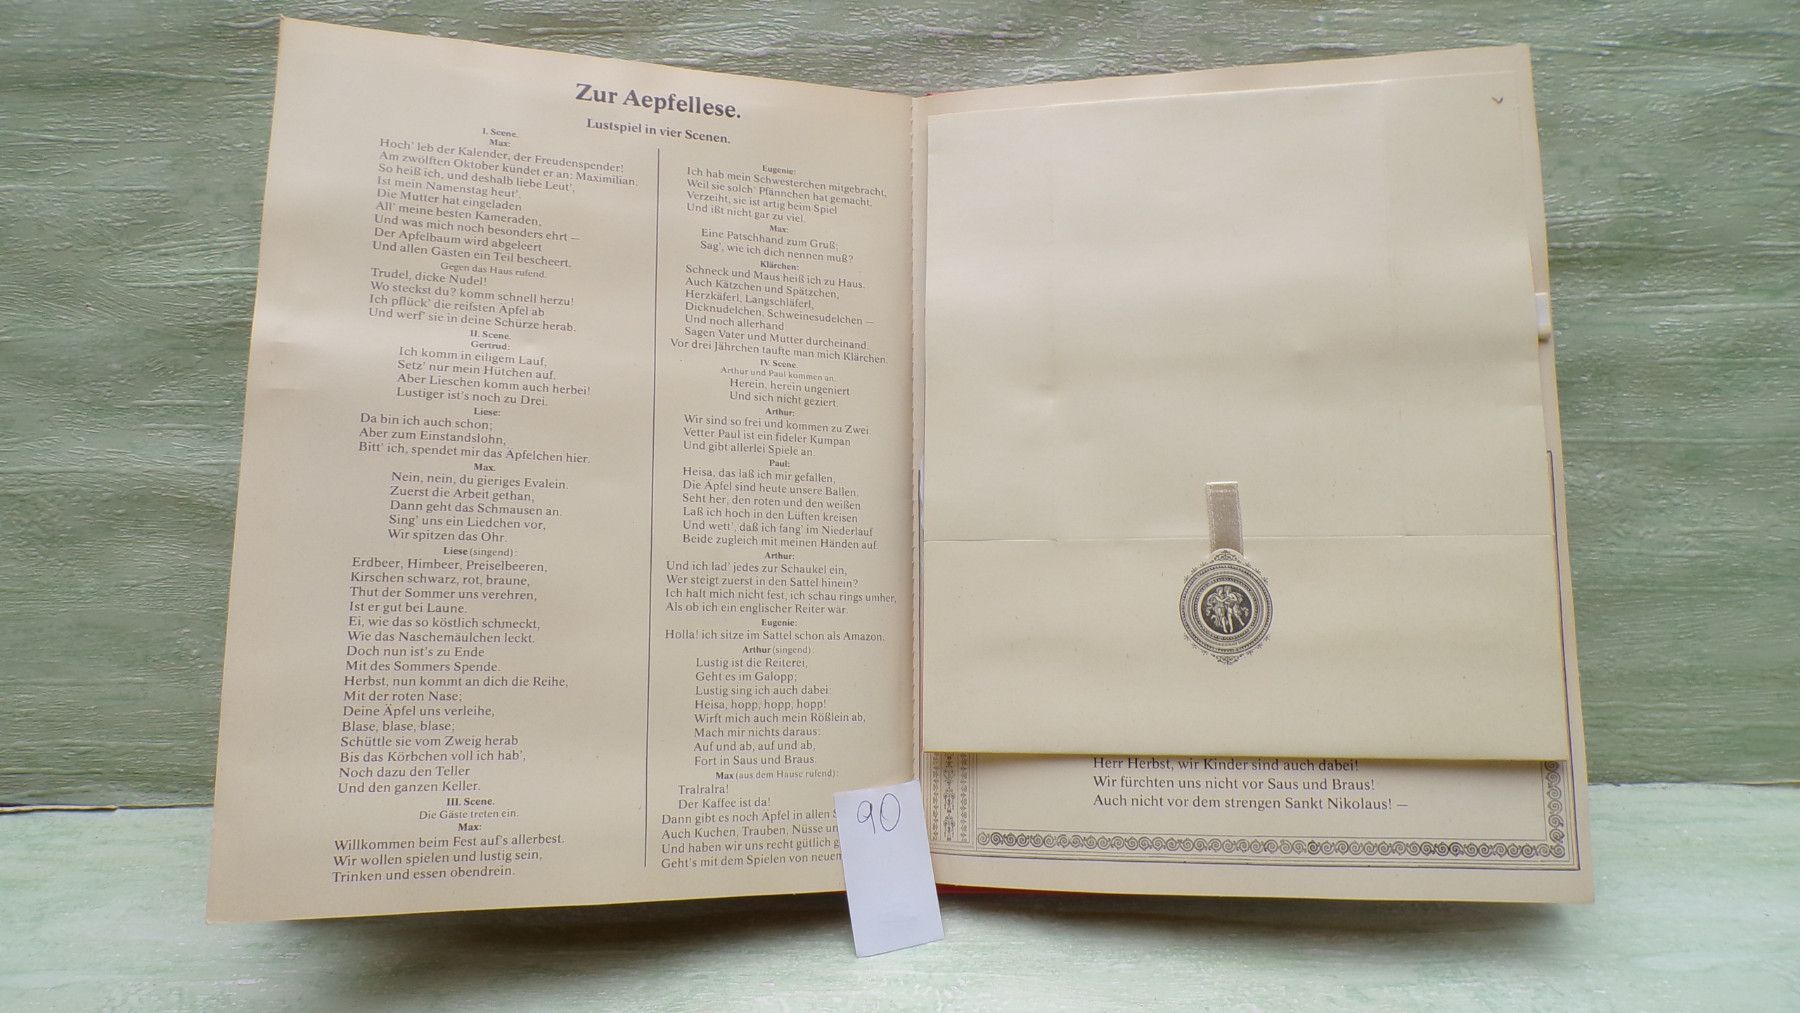 Zur Aepfellese.
Lustspiel in vier Scenen.
I. Scene.
Max:
Hoch' leb der Kalender, der Freudenspender!
Am zwölften Oktober kündet er an: Maximilian.
So heiß ich, und deshalb liebe Leut',
Ist mein Namenstag heut'.
Die Mutter hat eingeladen
All' meine besten Kameraden,
Und was mich noch besonders ehrt —
Der Apfelbaum wird abgeleert
Und allen Gästen ein Teil bescheert.
Gegen das Haus rufend.
Trudel, dicke Nudel!
Wo steckst du? komm schnell herzu!
Ich pflück' die reifsten Äpfel ab
Und werf' sie in deine Schürze herab.
II. Scene.
Gertrud:
Ich komm in eiligem Lauf,
Setz' nur mein Hütchen auf.
Aber Lieschen komm auch herbei!
Lustiger ist's noch zu Drei.
Liese:
Da bin ich auch schon;
Aber zum Einstandslohn,
Bitt' ich, spendet mir das Äpfelchen hier.
Max.
Nein, nein, du gieriges Evalein.
Zuerst die Arbeit gethan,
Dann geht das Schmausen an.
Sing' uns ein Liedchen vor,
Wir spitzen das Ohr.
Liese (singend):
Erdbeer, Himbeer, Preiselbeeren,
Kirschen schwarz, rot, braune,
Thut der Sommer uns verehren,
Ist er gut bei Laune.
Ei, wie das so köstlich schmeckt,
Wie das Naschemäulchen leckt.
Doch nun ist's zu Ende
Mit des Sommers Spende.
Herbst, nun kommt an dich die Reihe,
Mit der roten Nase;
Deine Äpfel uns verleihe,
Blase, blase, blase;
Schüttle sie vom Zweig herab
Bis das Körbchen voll ich hab',
Noch dazu den Teller
Und den ganzen Keller.
III. Scene.
Die Gäste treten ein.
Max:
Willkommen beim Fest auf's allerbest.
Wir wollen spielen und lustig sein,
Trinken und essen obendrein.
Eugenie:
Ich hab mein Schwesterchen mitgebracht,
Weil sie solch' Pfännchen hat gemacht.
Verzeiht, sie ist artig beim Spiel
Und ißt nicht gar zu viel.
Max:
Eine Patschhand zum Gruß;
Sag', wie ich dich nennen muß?
Klärchen:
Schneck und Maus heiß ich zu Haus.
Auch Kätzchen und Spätzchen,
Herzkäferl, Langschläferl,
Dicknudelchen, Schweinesudelchen —
Und noch allerhand
Sagen Vater und Mutter durcheinand.
Vor drei Jährchen taufte man mich Klärchen.
IV. Scene.
Arthur und Paul kommen an.
Herein, herein ungeniert
Und sich nicht geziert.
Arthur:
Wir sind so frei und kommen zu Zwei.
Vetter Paul ist ein fideler Kumpan
Und gibt allerlei Spiele an.
Paul:
Heisa, das laß ich mir gefallen,
Die Äpfel sind heute unsere Ballen.
Seht her, den roten und den weißen
Laß ich hoch in den Lüften kreisen
Und wett', daß ich fang' im Niederlauf
Beide zugleich mit meinen Händen auf.
Arthur:
Und ich lad' jedes zur Schaukel ein,
Wer steigt zuerst in den Sattel hinein?
Ich halt mich nicht fest, ich schau rings umher,
Als ob ich ein englischer Reiter wär.
Eugenie:
Holla! ich sitze im Sattel schon als Amazon.
Arthur (singend):
Lustig ist die Reiterei,
Geht es im Galopp;
Lustig sing ich auch dabei:
Heisa, hopp, hopp, hopp!
Wirft mich auch mein Rößlein ab,
Mach mir nichts daraus:
Auf und ab, auf und ab,
Fort in Saus und Braus.
Max (aus dem Hause rufend):
Tralralra!
Der Kaffee ist da!
Dann gibt es noch Äpfel in allen
Auch Kuchen, Trauben, Nüsse
Und haben wir uns recht gütlich
Geht's mit dem Spielen von neuem
90
Herr Herbst, wir Kinder sind auch dabei!
Wir fürchten uns nicht vor Saus und Braus!
Auch nicht vor dem strengen Sankt Nikolaus! —